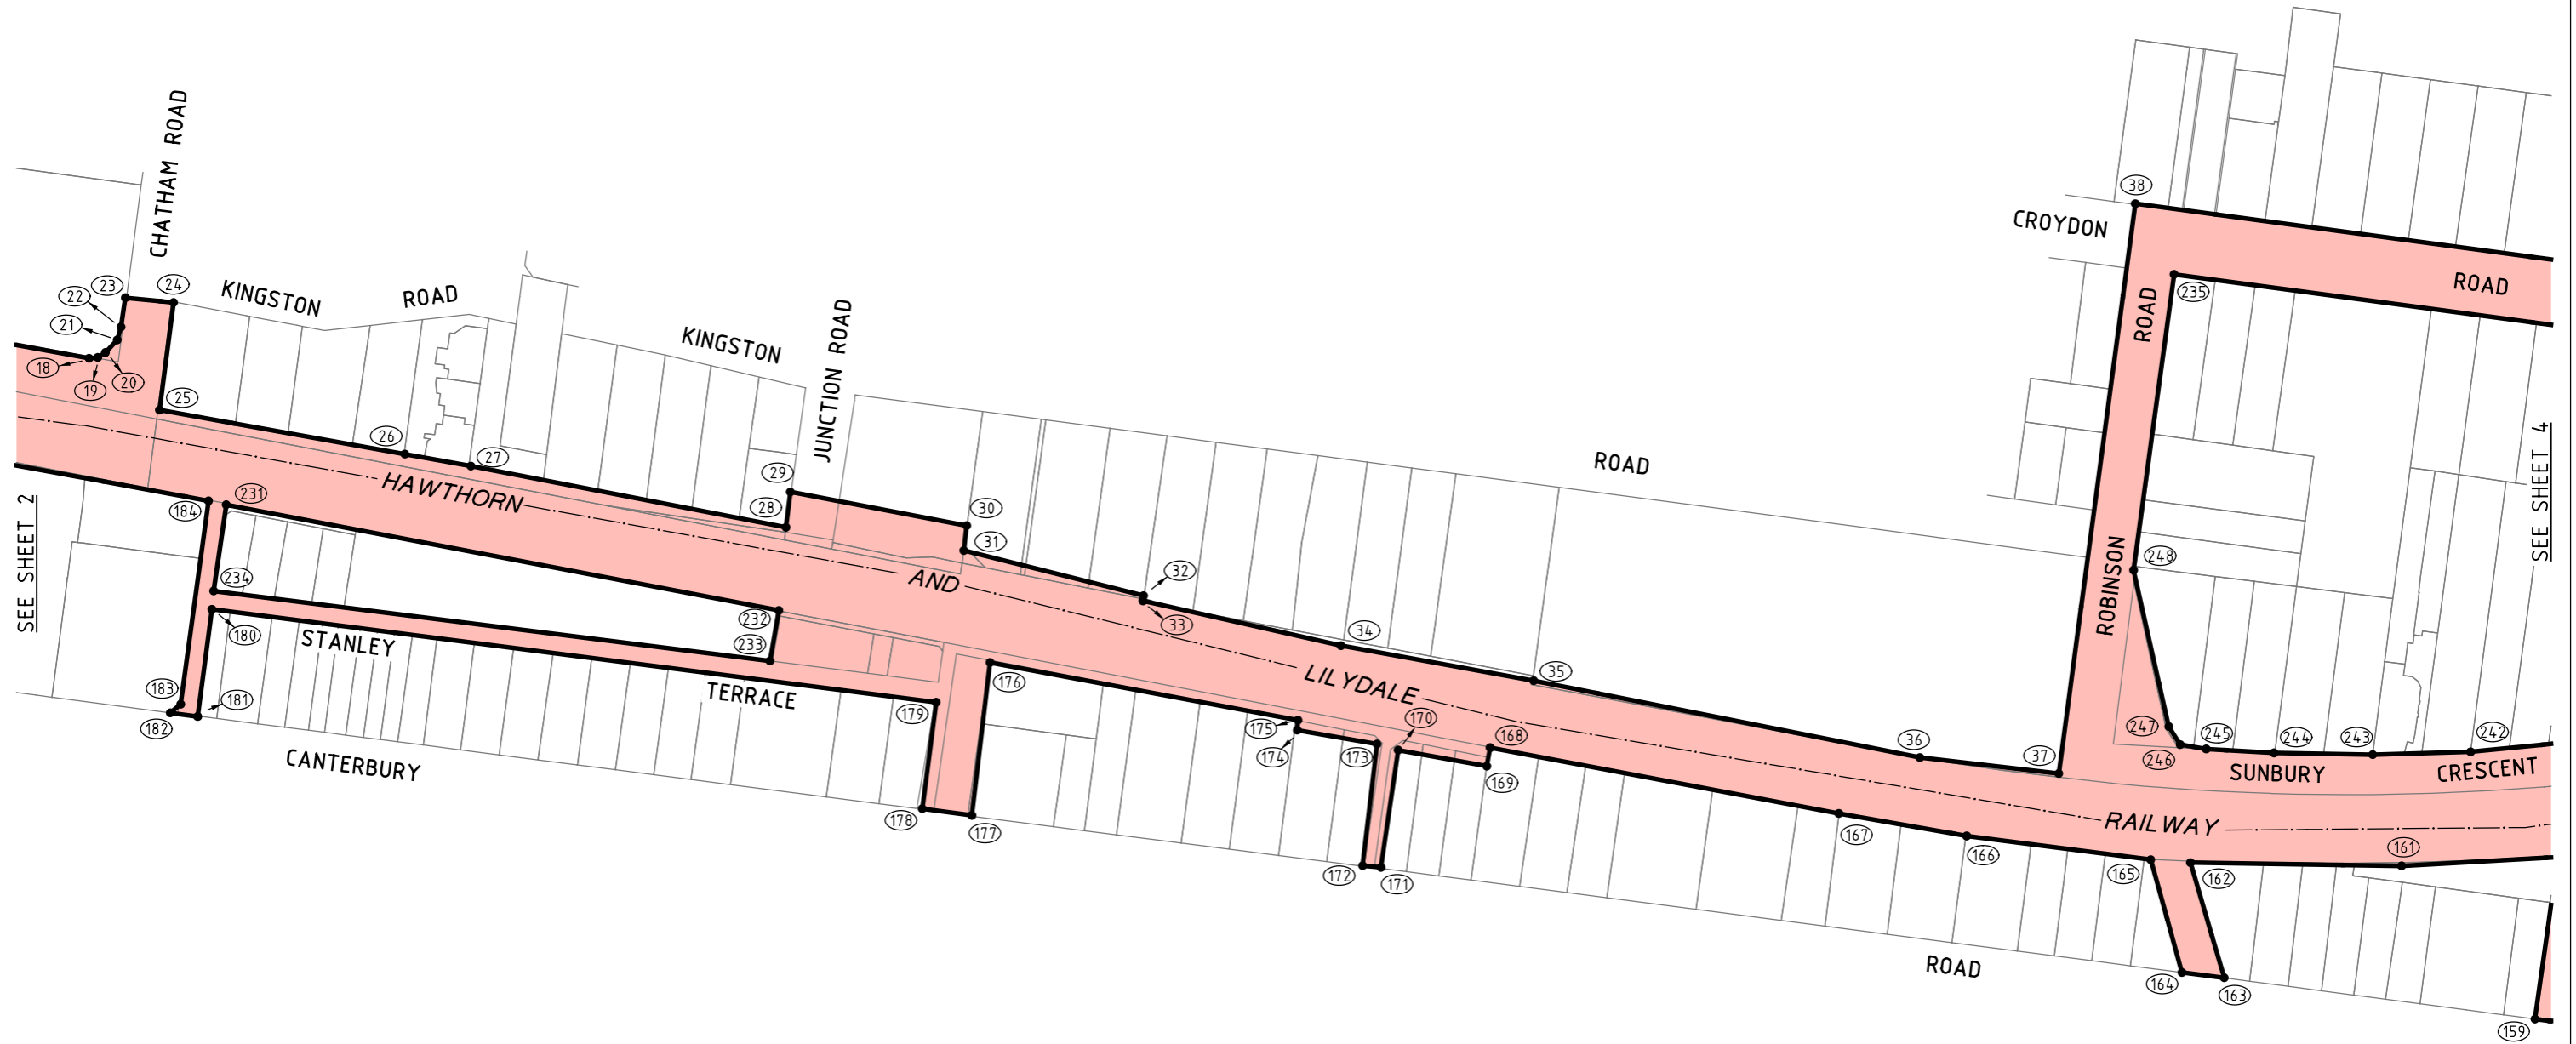 CHATHAM ROAD
KINGSTON
ROAD
KINGSTON
JUNCTION ROAD
ROAD
CROYDON
ROAD
ROAD
ROBINSON
SEE SHEET 2
SEE SHEET 4
HAWTHORN
AND
LILYDALE
RAILWAY
STANLEY
TERRACE
CANTERBURY
ROAD
SUNBURY
CRESCENT
18
19
20
21
22
23
24
25
26
27
28
29
30
31
32
33
34
35
36
37
38
235
248
247
246
245
244
243
242
161
162
163
164
165
166
167
168
169
170
171
172
173
174
175
176
177
178
179
180
181
182
183
184
231
232
233
234
159